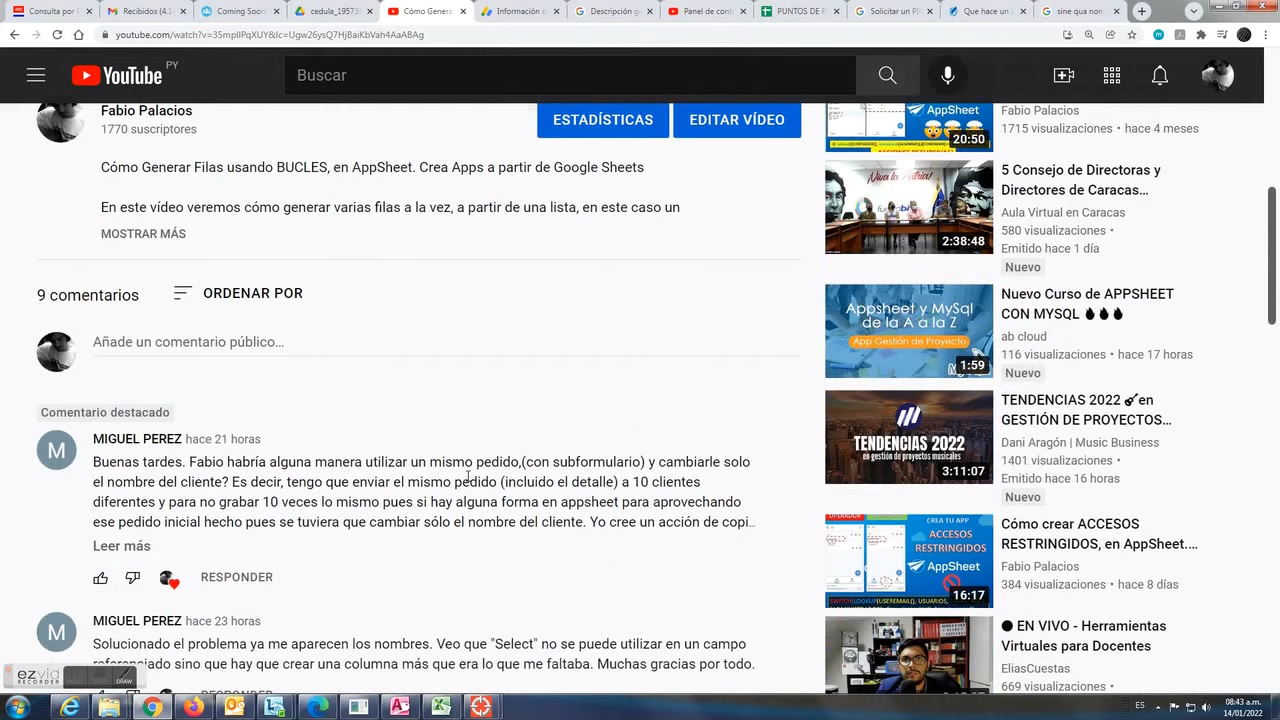 Consulta por R
Recibidos (4.1
Coming Soon
cedula_19573
Cómo Genera
Información c
Descripción g
Panel de cont
PUNTOS DE
Solicitar un PI
Que hace un l
sine qua non
youtube.com/watch?v=35mpIIPqXUY&lc=Ugw26ysQ7HjBaiKbVah4AaABAg
YouTube PY
Buscar
Fabio Palacios
1770 suscriptores
ESTADÍSTICAS
EDITAR VÍDEO
Cómo Generar Filas usando BUCLES, en AppSheet. Crea Apps a partir de Google Sheets
En este vídeo veremos cómo generar varias filas a la vez, a partir de una lista, en este caso un
MOSTRAR MÁS
9 comentarios
ORDENAR POR
Añade un comentario público…
Comentario destacado
M
MIGUEL PEREZ hace 21 horas
Buenas tardes. Fabio habría alguna manera utilizar un mismo pedido,(con subformulario) y cambiarle solo
el nombre del cliente? Es decir, tengo que enviar el mismo pedido (incluido el detalle) a 10 clientes
diferentes y para no grabar 10 veces lo mismo pues si hay alguna forma en appsheet para aprovechando
ese pedido inicial hecho pues se tuviera que cambiar sólo el nombre del cliente. Yo cree un acción de copi…
Leer más
RESPONDER
M
MIGUEL PEREZ hace 23 horas
Solucionado el problema ya me aparecen los nombres. Veo que "Select" no se puede utilizar en un campo
referenciado sino que hay que crear una columna más que era lo que me faltaba. Muchas gracias por todo.
RESPONDER
AppSheet
20:50
Fabio Palacios
1715 visualizaciones • hace 4 meses
Viva la Patria!
2:38:48
5 Consejo de Directoras y
Directores de Caracas…
Aula Virtual en Caracas
580 visualizaciones •
Emitido hace 1 día
Nuevo
Appsheet y MySql
de la A a la Z
App Gestión de Proyecto
1:59
Nuevo Curso de APPSHEET
CON MYSQL
ab cloud
116 visualizaciones • hace 17 horas
Nuevo
TENDENCIAS 2022
en gestión de proyectos musicales
3:11:07
TENDENCIAS 2022 en
GESTIÓN DE PROYECTOS…
Dani Aragón | Music Business
1401 visualizaciones •
Emitido hace 16 horas
Nuevo
CREA TU APP
ACCESOS
RESTRINGIDOS
AppSheet
16:17
Cómo crear ACCESOS
RESTRINGIDOS, en AppSheet.…
Fabio Palacios
384 visualizaciones • hace 8 días
EN VIVO - Herramientas
Virtuales para Docentes
EliasCuestas
669 visualizaciones •
ezvid
RECORDER
DRAW
ES
08:43 a.m.
14/01/2022